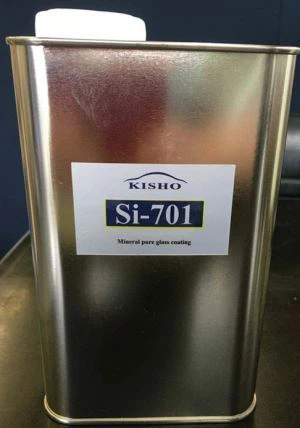 KISHO
Si-701
Mineral pure glass coating